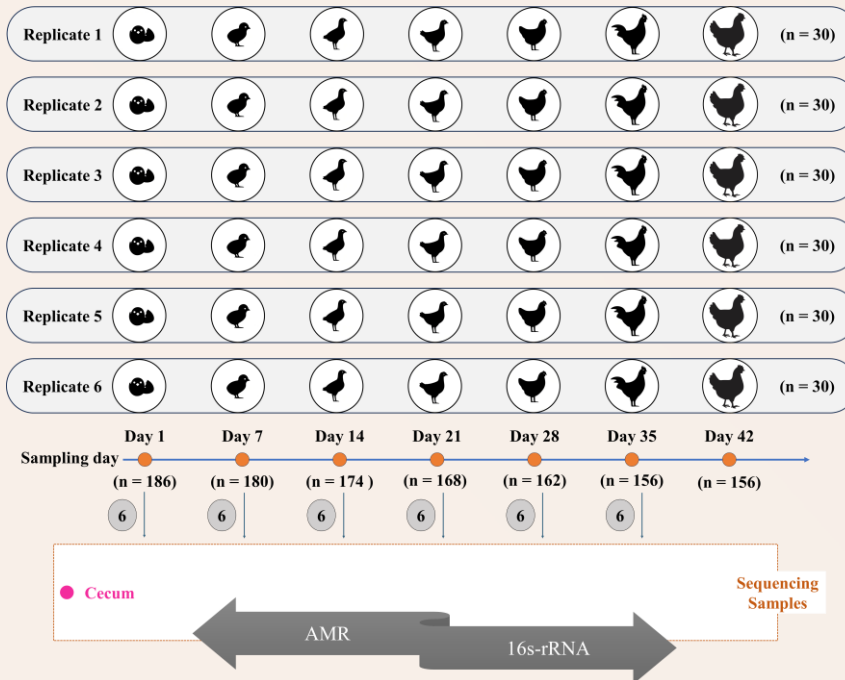 Replicate 1 (n = 30)
Replicate 2 (n = 30)
Replicate 3 (n = 30)
Replicate 4 (n = 30)
Replicate 5 (n = 30)
Replicate 6 (n = 30)
Day 1 Day 7 Day 14 Day 21 Day 28 Day 35 Day 42
Sampling day
(n = 186) (n = 180) (n = 174 ) (n = 168) (n = 162) (n = 156) (n = 156)
6 6 6 6 6 6
Cecum
Sequencing
Samples
AMR
16s-rRNA